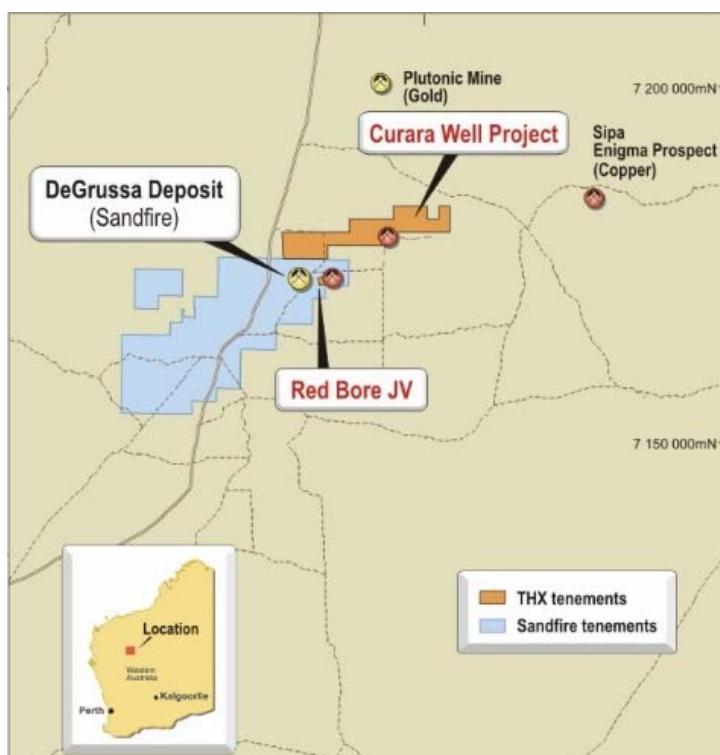 Plutonic Mine
(Gold)
7 200 000mN
Curara Well Project
Sipa
Enigma Prospect
(Copper)
DeGrussa Deposit
(Sandfire)
Red Bore JV
7 150 000mN
THX tenements
Sandfire tenements
Location
Western
Australia
Kalgoorlie
Perth